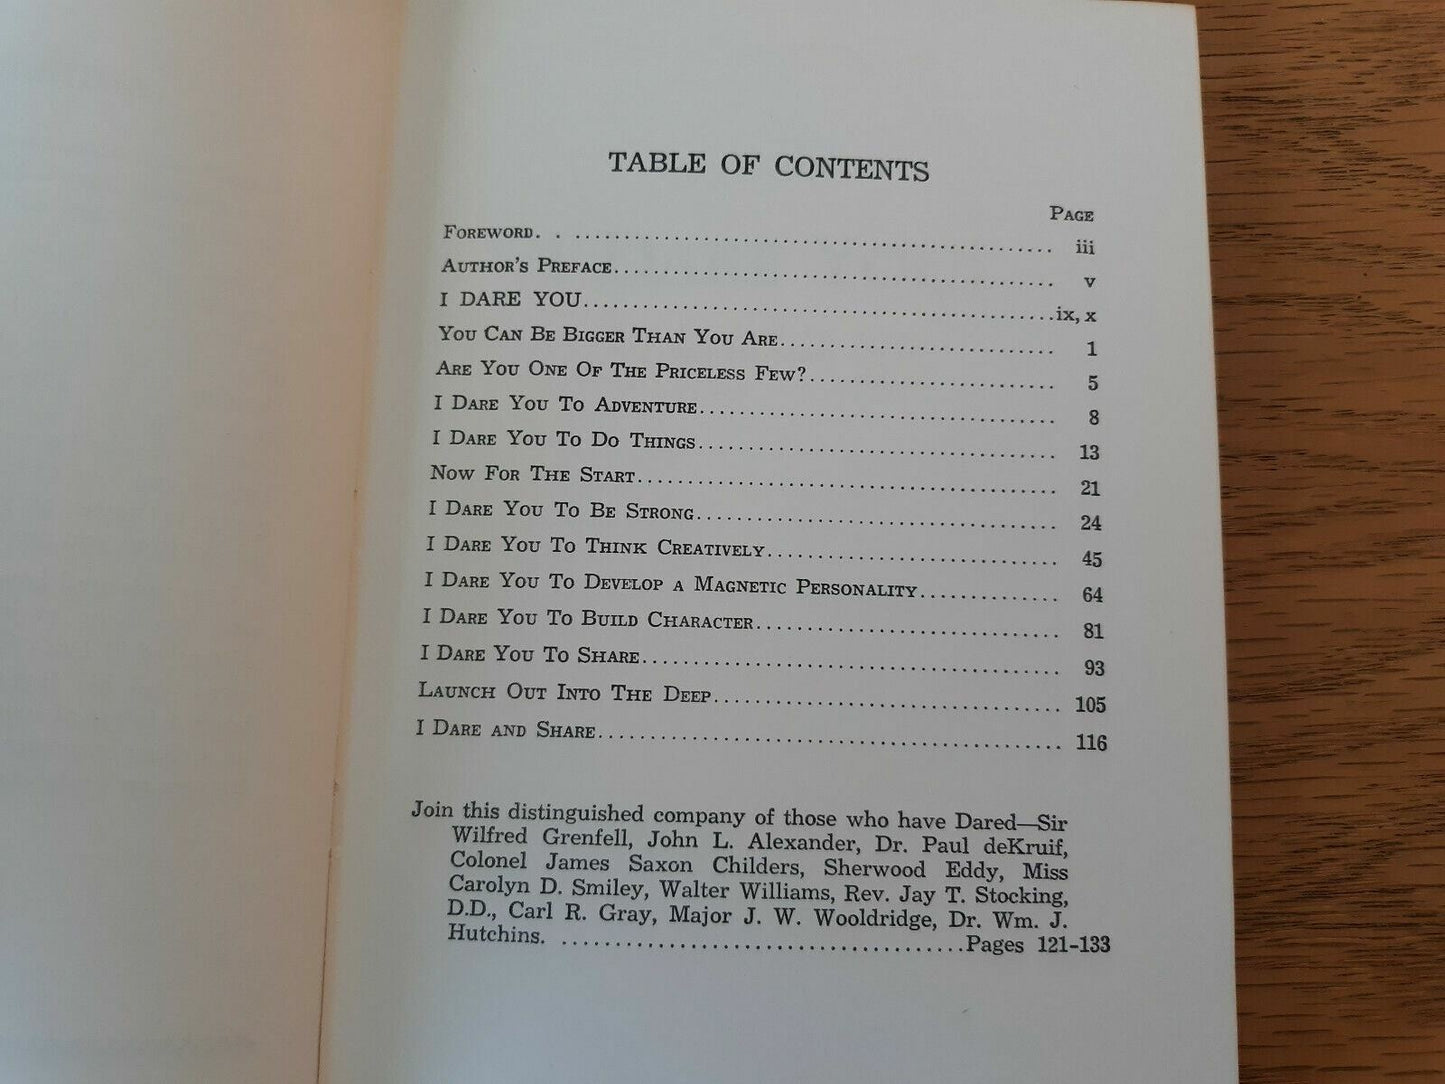 TABLE OF CONTENTS
PAGE
FOREWORD. . ................................................ iii
AUTHOR'S PREFACE............................................ v
I DARE YOU................................................ix, x
YOU CAN BE BIGGER THAN YOU ARE............................ 1
ARE YOU ONE OF THE PRICELESS FEW?......................... 5
I DARE YOU TO ADVENTURE.................................... 8
I DARE YOU TO DO THINGS.................................... 13
NOW FOR THE START.......................................... 21
I DARE YOU TO BE STRONG.................................... 24
I DARE YOU TO THINK CREATIVELY............................. 45
I DARE YOU TO DEVELOP A MAGNETIC PERSONALITY.............. 64
I DARE YOU TO BUILD CHARACTER.............................. 81
I DARE YOU TO SHARE......................................... 93
LAUNCH OUT INTO THE DEEP................................... 105
I DARE AND SHARE............................................. 116
Join this distinguished company of those who have Dared—Sir
Wilfred Grenfell, John L. Alexander, Dr. Paul deKruif,
Colonel James Saxon Childers, Sherwood Eddy, Miss
Carolyn D. Smiley, Walter Williams, Rev. Jay T. Stocking,
D.D., Carl R. Gray, Major J. W. Wooldridge, Dr. Wm. J.
Hutchins. ......................................Pages 121-133